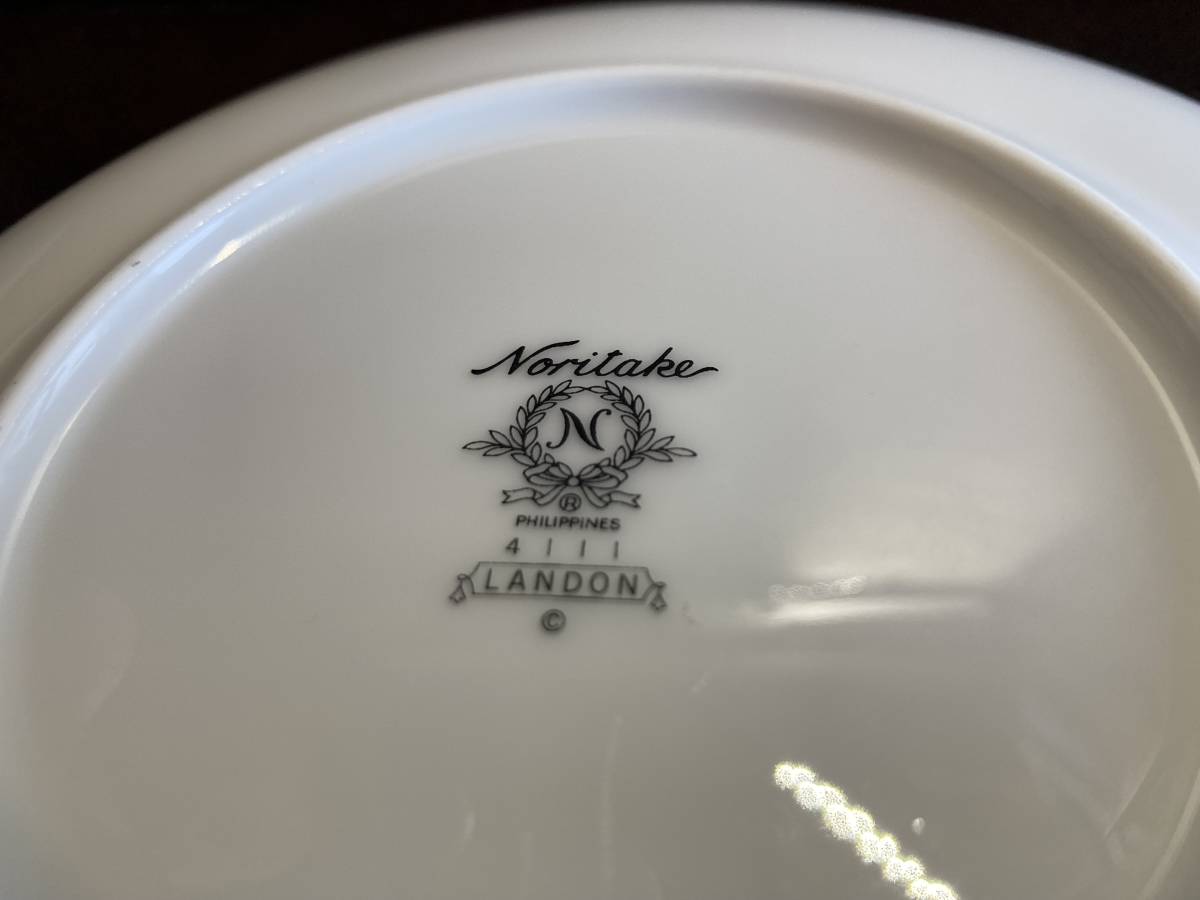 Noritake
N
®
PHILIPPINES
4111
LANDON
©